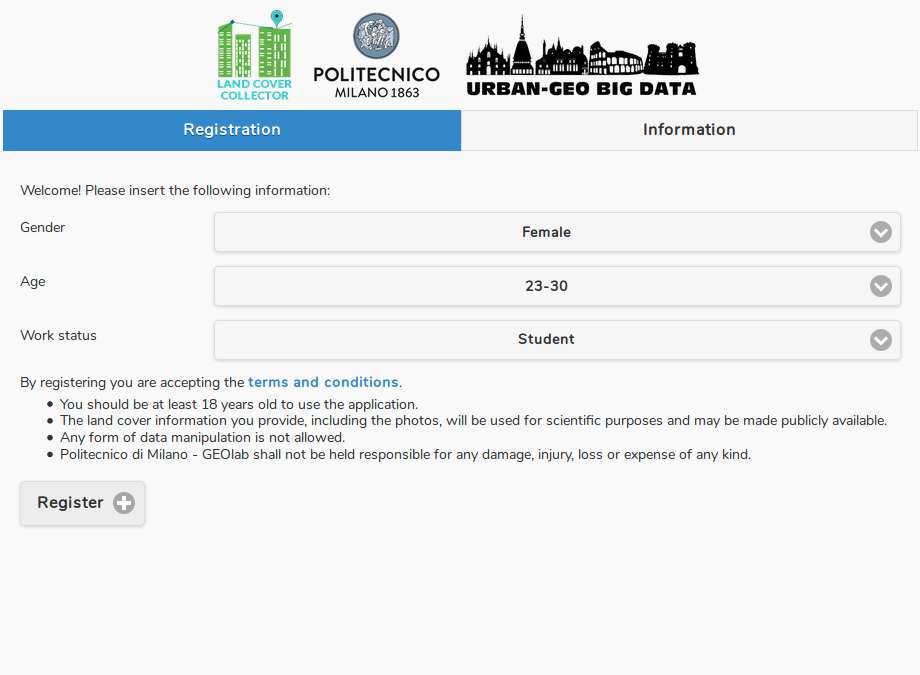 LAND COVER
COLLECTOR
POLITECNICO
MILANO 1863
URBAN-GEO BIG DATA
Registration
Information
Welcome! Please insert the following information:
Gender
Female
Age
23-30
Work status
Student
By registering you are accepting the terms and conditions.
• You should be at least 18 years old to use the application.
• The land cover information you provide, including the photos, will be used for scientific purposes and may be made publicly available.
• Any form of data manipulation is not allowed.
• Politecnico di Milano - GEOlab shall not be held responsible for any damage, injury, loss or expense of any kind.
Register